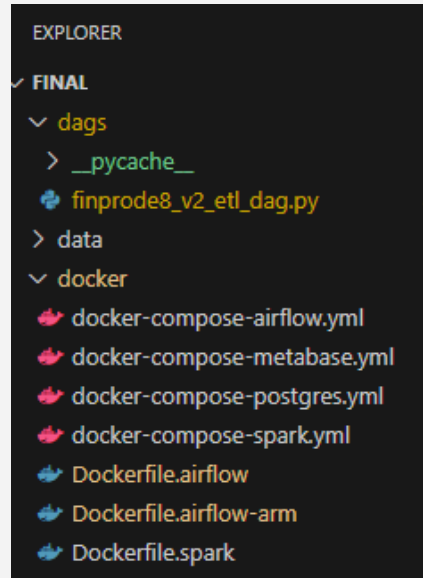 EXPLORER
FINAL
dags
__pycache__
finprode8_v2_etl_dag.py
data
docker
docker-compose-airflow.yml
docker-compose-metabase.yml
docker-compose-postgres.yml
docker-compose-spark.yml
Dockerfile.airflow
Dockerfile.airflow-arm
Dockerfile.spark